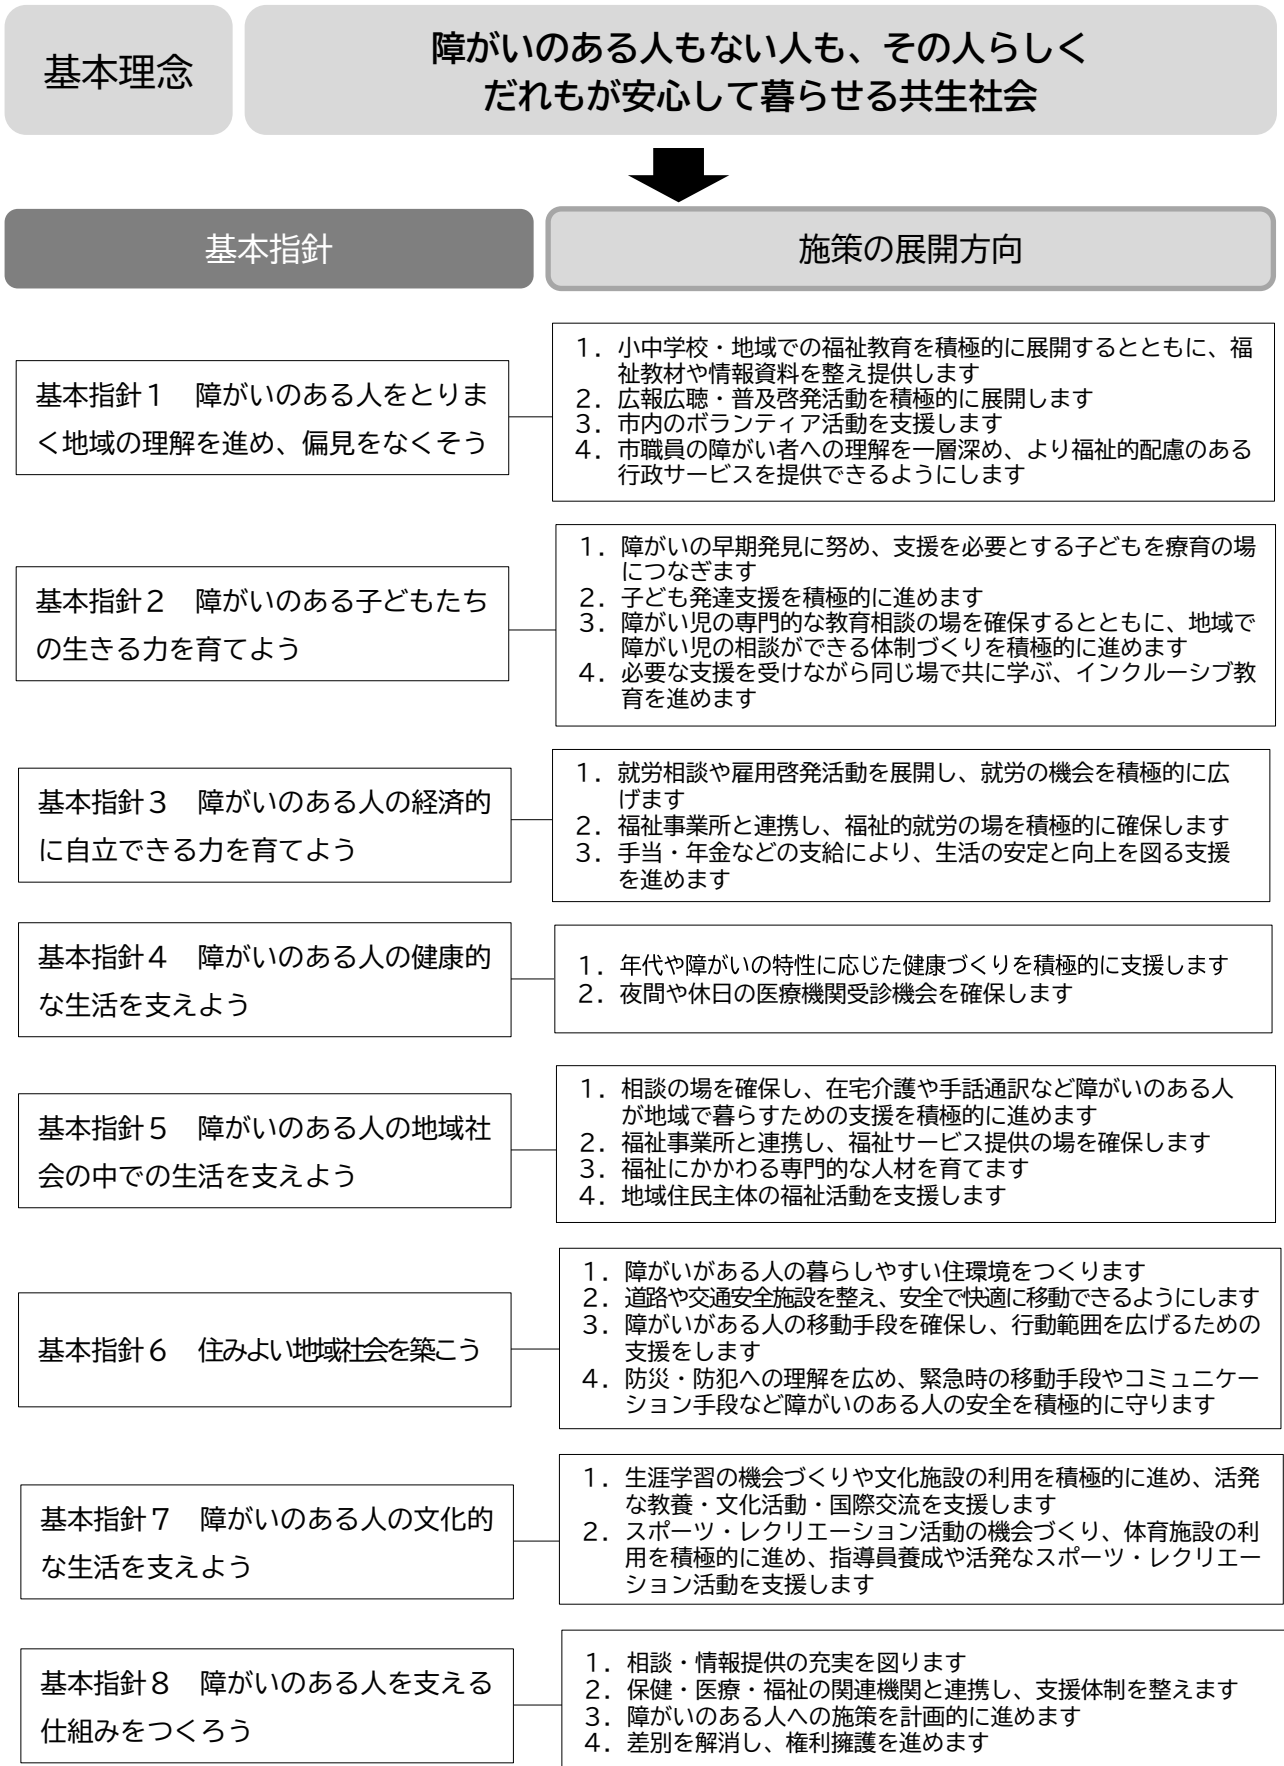 基本理念
障がいのある人もない人も、その人らしく
だれもが安心して暮らせる共生社会
基本指針
施策の展開方向
基本指針１　障がいのある人をとりま
く地域の理解を進め、偏見をなくそう
１．小中学校・地域での福祉教育を積極的に展開するとともに、福
祉教材や情報資料を整え提供します
２．広報広聴・普及啓発活動を積極的に展開します
３．市内のボランティア活動を支援します
４．市職員の障がい者への理解を一層深め、より福祉的配慮のある
行政サービスを提供できるようにします
基本指針２　障がいのある子どもたち
の生きる力を育てよう
１．障がいの早期発見に努め、支援を必要とする子どもを療育の場
につなぎます
２．子ども発達支援を積極的に進めます
３．障がい児の専門的な教育相談の場を確保するとともに、地域で
障がい児の相談ができる体制づくりを積極的に進めます
４．必要な支援を受けながら同じ場で共に学ぶ、インクルーシブ教
育を進めます
基本指針３　障がいのある人の経済的
に自立できる力を育てよう
１．就労相談や雇用啓発活動を展開し、就労の機会を積極的に広
げます
２．福祉事業所と連携し、福祉的就労の場を積極的に確保します
３．手当・年金などの支給により、生活の安定と向上を図る支援
を進めます
基本指針４　障がいのある人の健康的
な生活を支えよう
１．年代や障がいの特性に応じた健康づくりを積極的に支援します
２．夜間や休日の医療機関受診機会を確保します
基本指針５　障がいのある人の地域社
会の中での生活を支えよう
１．相談の場を確保し、在宅介護や手話通訳など障がいのある人
が地域で暮らすための支援を積極的に進めます
２．福祉事業所と連携し、福祉サービス提供の場を確保します
３．福祉にかかわる専門的な人材を育てます
４．地域住民主体の福祉活動を支援します
基本指針６　住みよい地域社会を築こう
１．障がいがある人の暮らしやすい住環境をつくります
２．道路や交通安全施設を整え、安全で快適に移動できるようにします
３．障がいがある人の移動手段を確保し、行動範囲を広げるための
支援をします
４．防災・防犯への理解を広め、緊急時の移動手段やコミュニケー
ション手段など障がいのある人の安全を積極的に守ります
基本指針７　障がいのある人の文化的
な生活を支えよう
１．生涯学習の機会づくりや文化施設の利用を積極的に進め、活発
な教養・文化活動・国際交流を支援します
２．スポーツ・レクリエーション活動の機会づくり、体育施設の利
用を積極的に進め、指導員養成や活発なスポーツ・レクリエー
ション活動を支援します
基本指針８　障がいのある人を支える
仕組みをつくろう
１．相談・情報提供の充実を図ります
２．保健・医療・福祉の関連機関と連携し、支援体制を整えます
３．障がいのある人への施策を計画的に進めます
４．差別を解消し、権利擁護を進めます